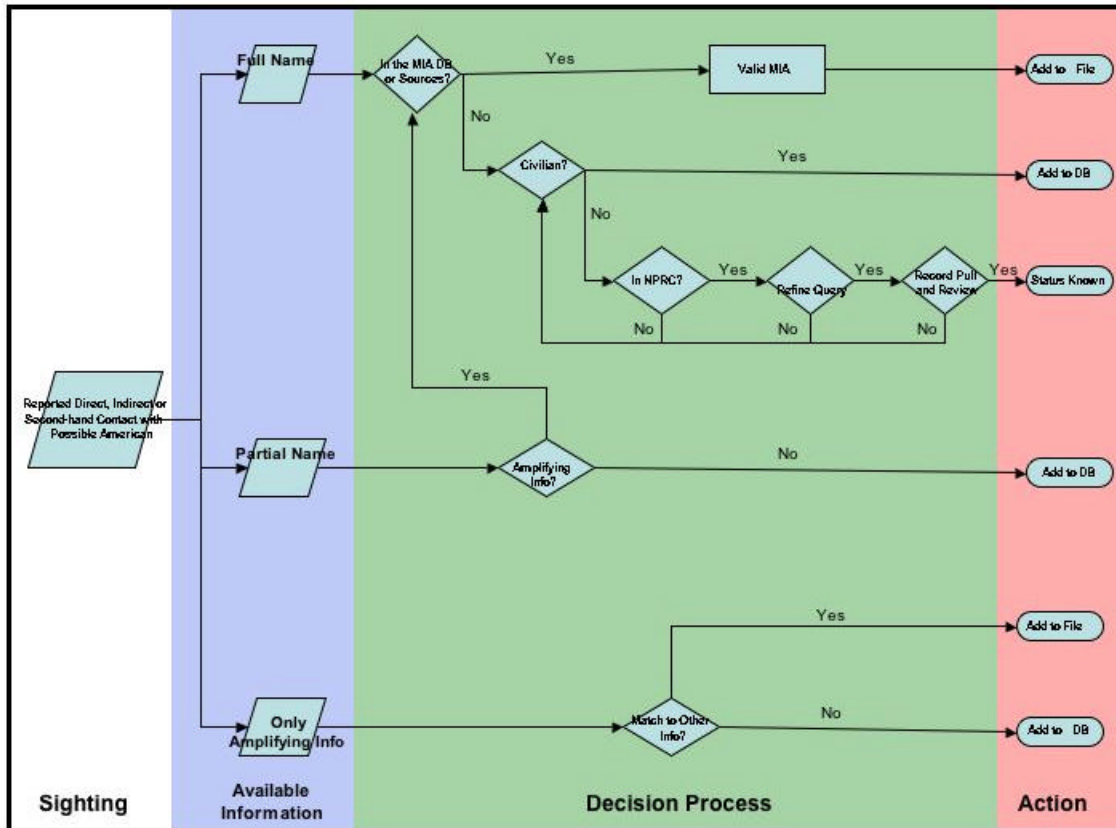 Full Name
In the MIA DB
or Sources?
Yes
Valid MIA
Add to File
No
Civilian?
Yes
Add to DB
No
In NPRC?
Yes
Refine Query
Yes
Record Pull
and Review
Yes
Status Known
No
No
No
Yes
Reported Direct, Indirect or
Second-hand Contact with
Possible American
Partial Name
Amplifying
Info?
No
Add to DB
Yes
Add to File
Only
Amplifying Info
Match to Other
Info?
No
Add to DB
Sighting
Available
Information
Decision Process
Action